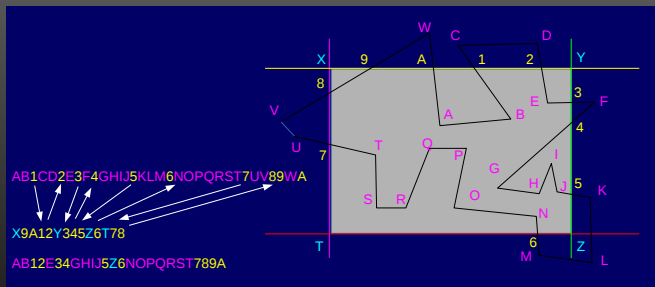 W
C
D
X
9
A
1
2
Y
8
3
V
E
F
A
B
4
U
7
T
Q
P
I
G
AB1CD2E3F4GHIJ5KLM6NOPQRST7UV89WA
H
J
5
K
S
R
O
N
X9A12Y345Z6T78
T
6
Z
M
L
AB12E34GHIJ5Z6NOPQRST789A